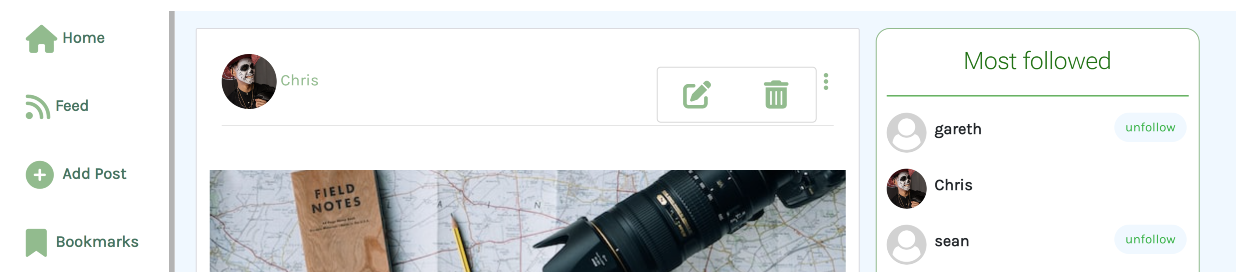 Home
Feed
Add Post
Bookmarks
Chris
FIELD
NOTES
Most followed
gareth
unfollow
Chris
sean
unfollow